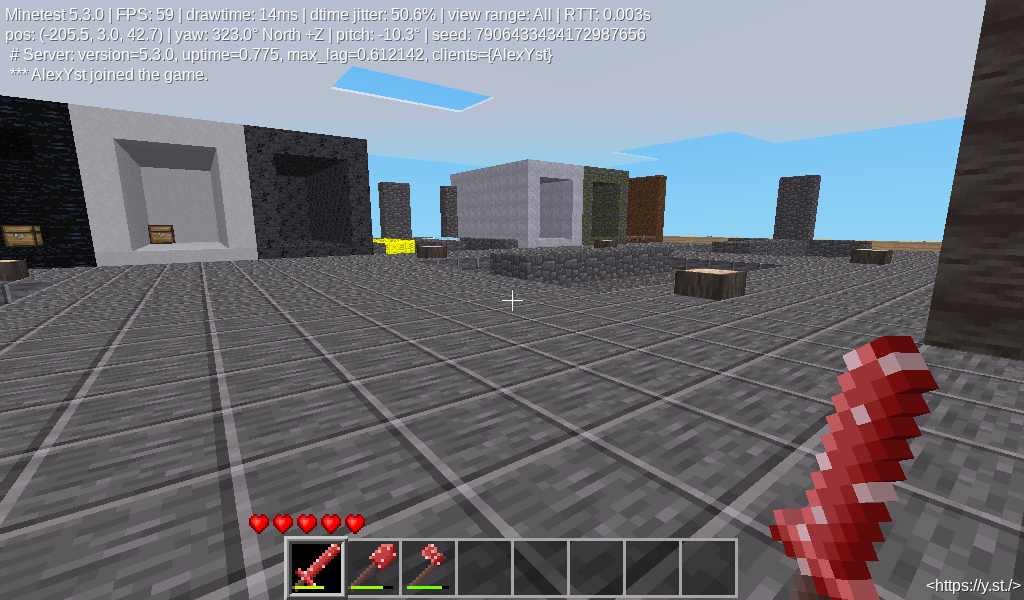 Minetest 5.3.0 | FPS: 59 | drawtime: 14ms | dtime jitter: 50.6% | view range: All | RTT: 0.003s
pos: (-205.5, 3.0, 42.7) | yaw: 323.0° North +Z | pitch: -10.3° | seed: 7906433434172987656
# Server: version=5.3.0, uptime=0.775, max_lag=0.612142, clients={AlexYst}
*** AlexYst joined the game.
<https://y.st./>